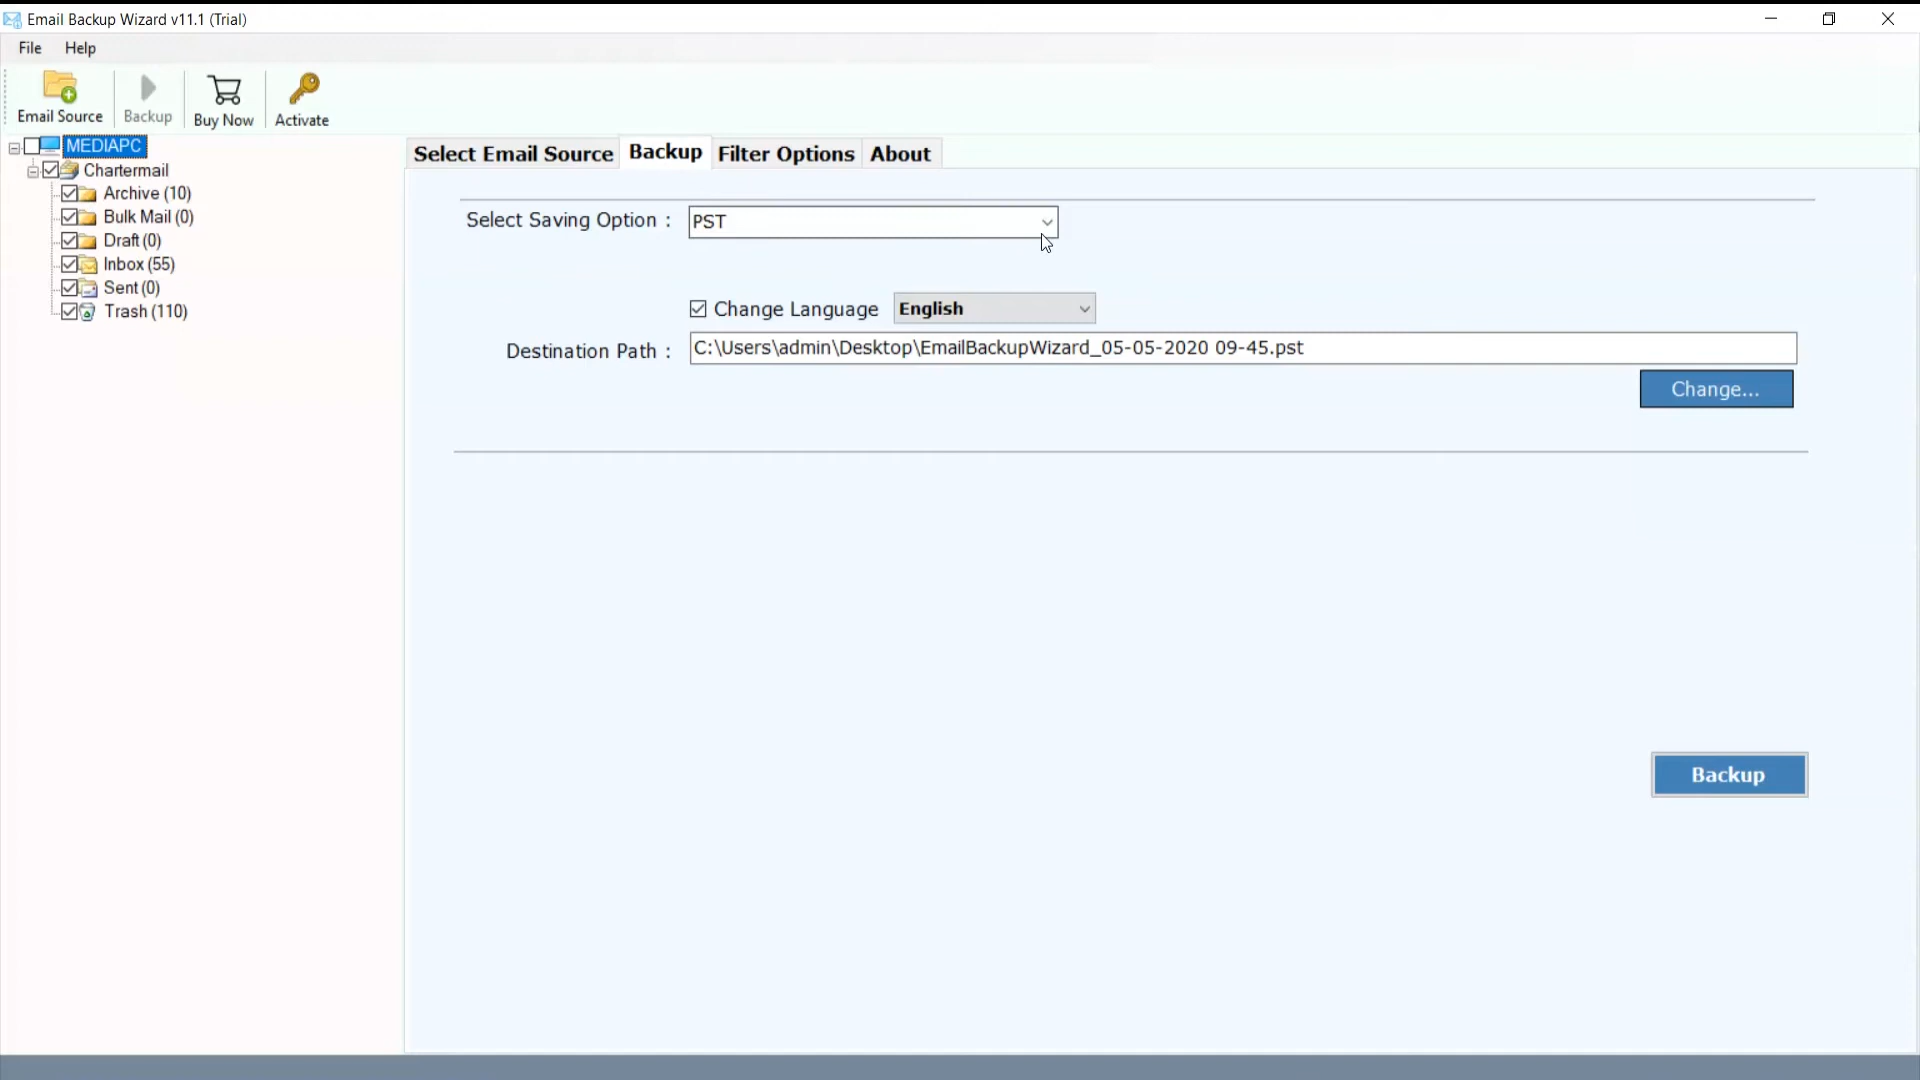 Email Backup Wizard v11.1 (Trial)
File Help
Email Source Backup Buy Now Activate
MEDIAPC
Chartermail
Archive (10)
Bulk Mail (0)
Draft (0)
Inbox (55)
Sent (0)
Trash (110)
Select Email Source Backup Filter Options About
Select Saving Option : PST
Change Language English
Destination Path : C:\Users\admin\Desktop\EmailBackupWizard_05-05-2020 09-45.pst
Change...
Backup